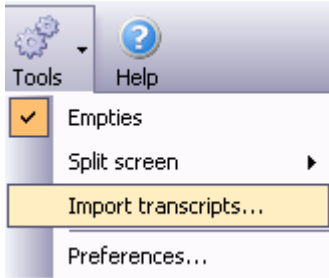 Tools Help
Empties
Split screen
Import transcripts...
Preferences...